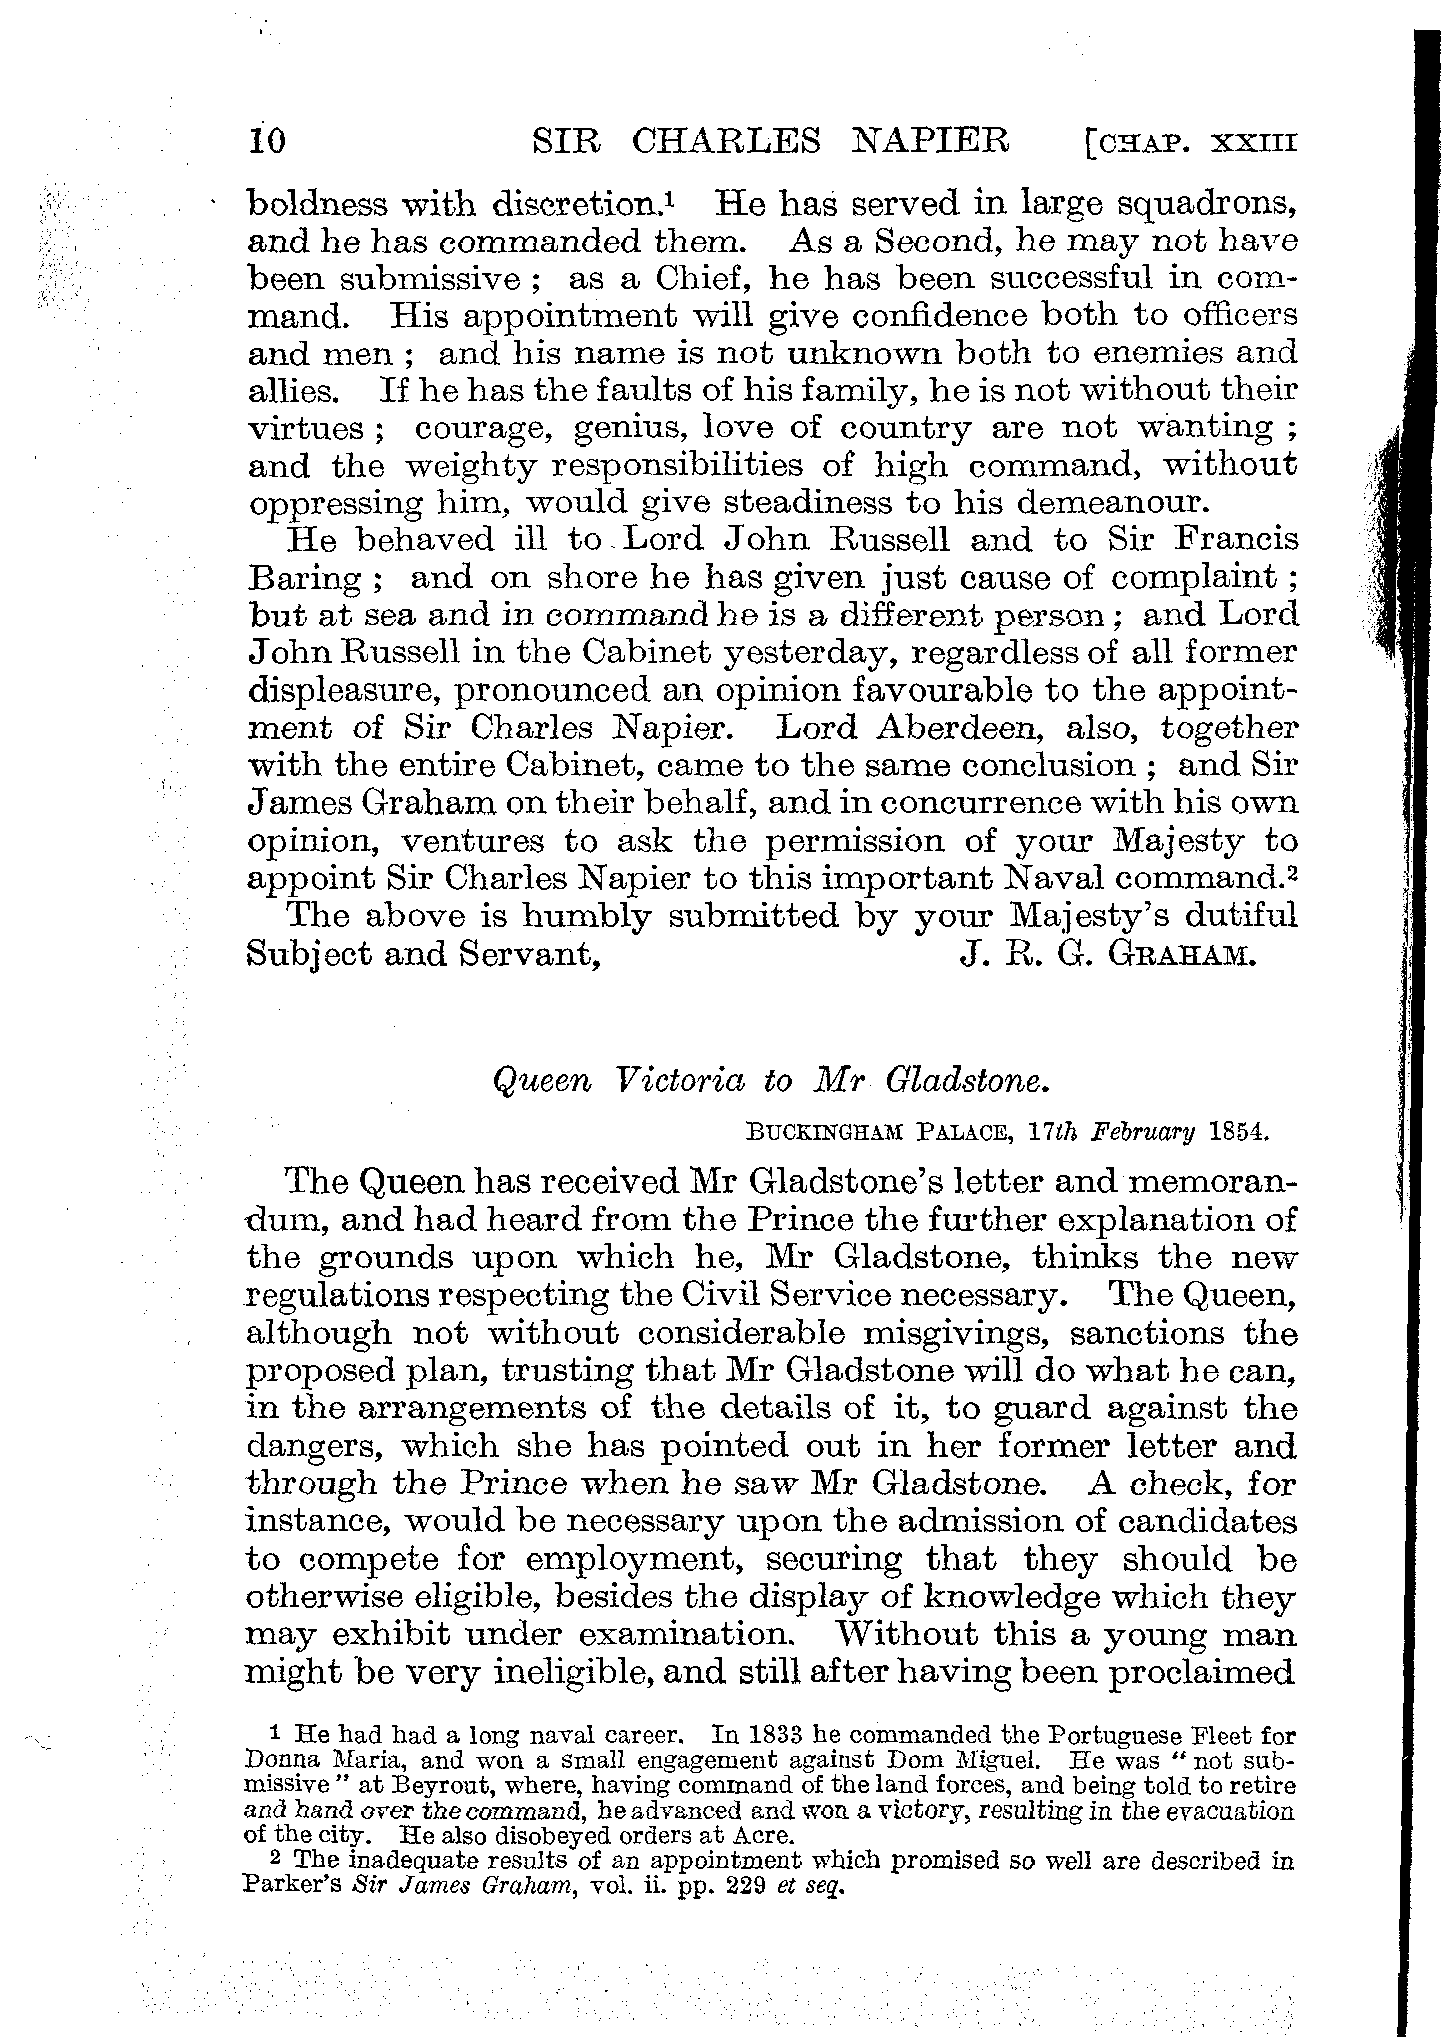 10 SIR CHARLES NAPIER [CHAP. XXIII
boldness with discretion.¹ He has served in large squadrons,
and he has commanded them. As a Second, he may not have
been submissive ; as a Chief, he has been successful in com-
mand. His appointment will give confidence both to officers
and men ; and his name is not unknown both to enemies and
allies. If he has the faults of his family, he is not without their
virtues ; courage, genius, love of country are not wanting ;
and the weighty responsibilities of high command, without
oppressing him, would give steadiness to his demeanour.
He behaved ill to Lord John Russell and to Sir Francis
Baring ; and on shore he has given just cause of complaint ;
but at sea and in command he is a different person ; and Lord
John Russell in the Cabinet yesterday, regardless of all former
displeasure, pronounced an opinion favourable to the appoint-
ment of Sir Charles Napier. Lord Aberdeen, also, together
with the entire Cabinet, came to the same conclusion ; and Sir
James Graham on their behalf, and in concurrence with his own
opinion, ventures to ask the permission of your Majesty to
appoint Sir Charles Napier to this important Naval command.²
The above is humbly submitted by your Majesty's dutiful
Subject and Servant, J. R. G. GRAHAM.
Queen Victoria to Mr Gladstone.
BUCKINGHAM PALACE, 17th February 1854.
The Queen has received Mr Gladstone's letter and memoran-
dum, and had heard from the Prince the further explanation of
the grounds upon which he, Mr Gladstone, thinks the new
regulations respecting the Civil Service necessary. The Queen,
although not without considerable misgivings, sanctions the
proposed plan, trusting that Mr Gladstone will do what he can,
in the arrangements of the details of it, to guard against the
dangers, which she has pointed out in her former letter and
through the Prince when he saw Mr Gladstone. A check, for
instance, would be necessary upon the admission of candidates
to compete for employment, securing that they should be
otherwise eligible, besides the display of knowledge which they
may exhibit under examination. Without this a young man
might be very ineligible, and still after having been proclaimed
1 He had had a long naval career. In 1833 he commanded the Portuguese Fleet for
Donna Maria, and won a small engagement against Dom Miguel. He was "not sub-
missive" at Beyrout, where, having command of the land forces, and being told to retire
and hand over the command, he advanced and won a victory, resulting in the evacuation
of the city. He also disobeyed orders at Acre.
2 The inadequate results of an appointment which promised so well are described in
Parker's Sir James Graham, vol. ii. pp. 229 et seq.